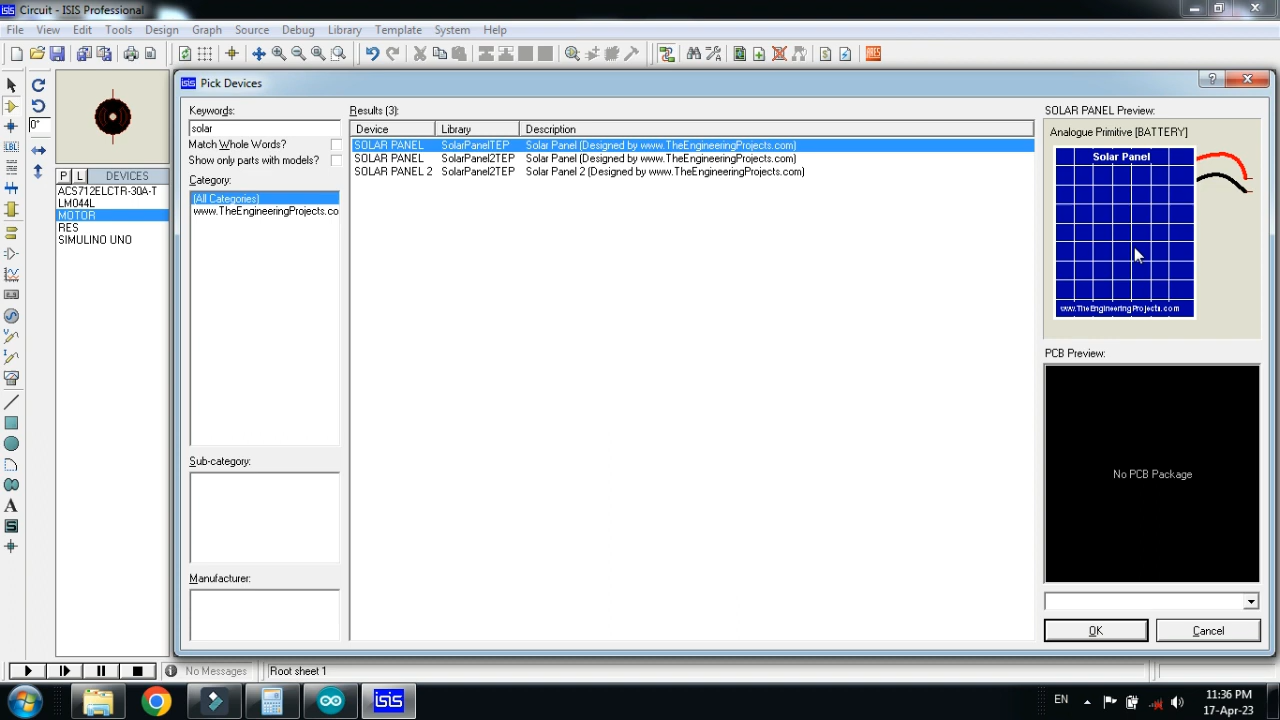 Circuit - ISIS Professional
File View Edit Tools Design Graph Source Debug Library Template System Help
ARES
Pick Devices
Keywords:
solar
Match Whole Words?
Show only parts with models?
Category:
(All Categories)
www.TheEngineeringProjects.co
Sub-category:
Manufacturer:
Results (3):
Device Library Description
SOLAR PANEL SolarPanelTEP Solar Panel (Designed by www.TheEngineeringProjects.com)
SOLAR PANEL SolarPanel2TEP Solar Panel (Designed by www.TheEngineeringProjects.com)
SOLAR PANEL 2 SolarPanel2TEP Solar Panel 2 (Designed by www.TheEngineeringProjects.com)
SOLAR PANEL Preview:
Analogue Primitive [BATTERY]
Solar Panel
www.TheEngineeringProjects.com
PCB Preview:
No PCB Package
OK Cancel
0°
LBL
P L DEVICES
ACS712ELCTR-30A-T
LM044L
MOTOR
RES
SIMULINO UNO
A
S
No Messages Root sheet 1
isis
EN
11:36 PM
17-Apr-23